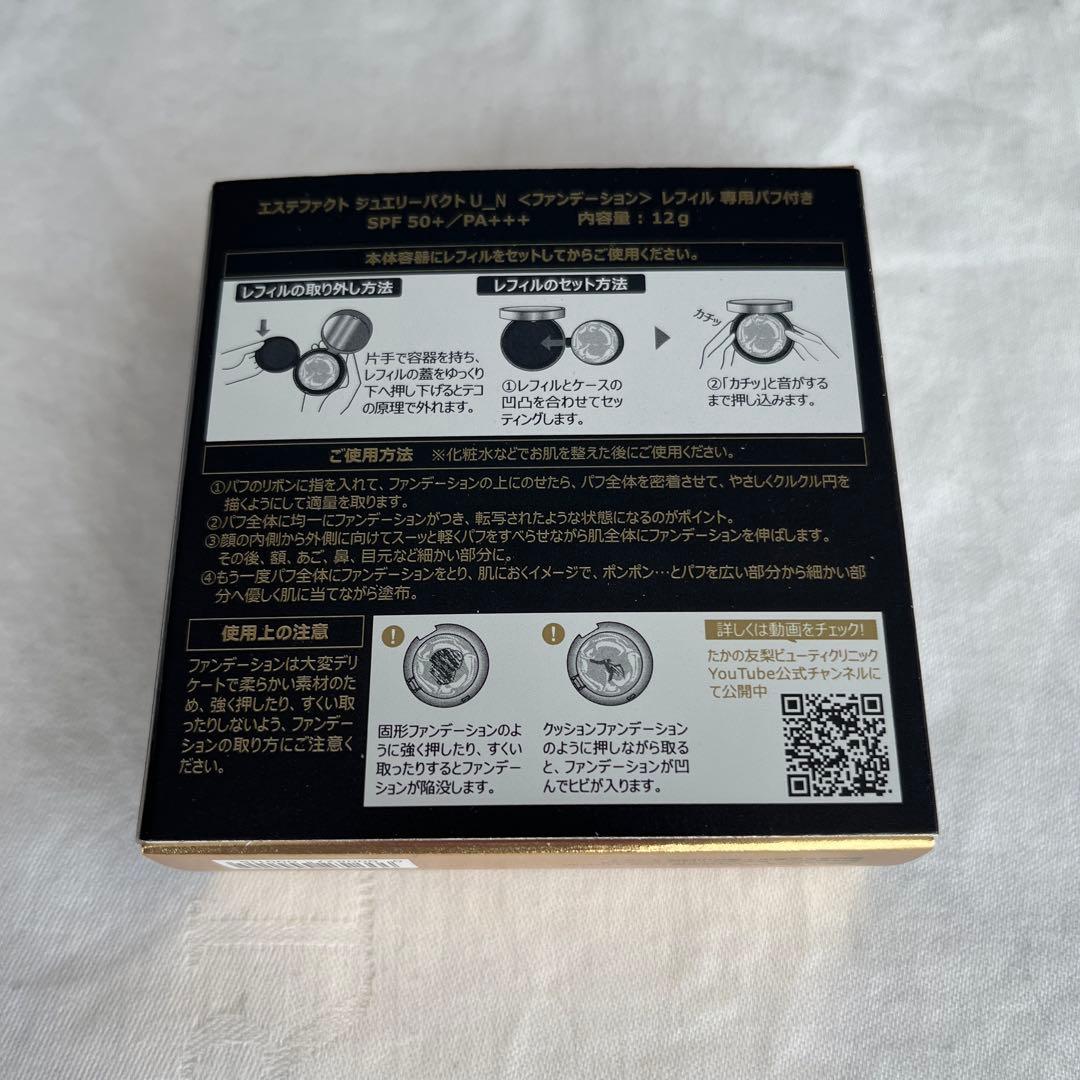 エステファクト ジュエリーパクト U_N <ファンデーション> レフィル 専用パフ付き
SPF 50+／PA+++ 内容量：12g
本体容器にレフィルをセットしてからご使用ください。
レフィルの取り外し方法
片手で容器を持ち、
レフィルの蓋をゆっくり
下へ押し下げるとテコ
の原理で外れます。
レフィルのセット方法
①レフィルとケースの
凹凸を合わせてセッ
ティングします。
カチッ
②「カチッ」と音がする
まで押し込みます。
ご使用方法 ※化粧水などでお肌を整えた後にご使用ください。
①パフのリボンに指を入れて、ファンデーションの上にのせたら、パフ全体を密着させて、やさしくクルクル円を
描くようにして適量を取ります。
②パフ全体に均一にファンデーションがつき、転写されたような状態になるのがポイント。
③顔の内側から外側に向けてスーッと軽くパフをすべらせながら肌全体にファンデーションを伸ばします。
その後、額、あご、鼻、目元など細かい部分に。
④もう一度パフ全体にファンデーションをとり、肌におくイメージで、ポンポン…とパフを広い部分から細かい部
分へ優しく肌に当てながら塗布。
使用上の注意
ファンデーションは大変デリ
ケートで柔らかい素材のた
め、強く押したり、すくい取
ったりしないよう、ファンデー
ションの取り方にご注意く
ださい。
!
固形ファンデーションのよ
うに強く押したり、すくい
取ったりするとファンデー
ションが陥没します。
!
クッションファンデーション
のように押しながら取る
と、ファンデーションが凹
んでヒビが入ります。
詳しくは動画をチェック!
たかの友梨ビューティクリニック
YouTube公式チャンネルに
て公開中